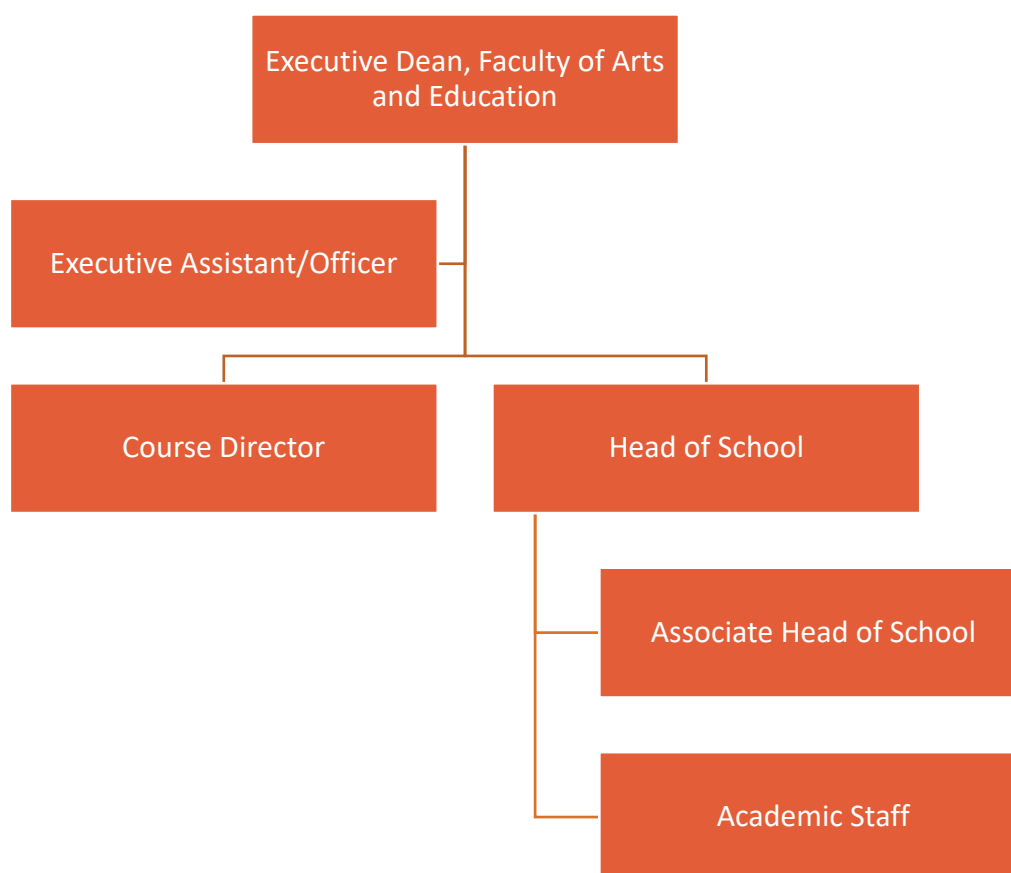 Executive Dean, Faculty of Arts
and Education
Executive Assistant/Officer
Course Director
Head of School
Associate Head of School
Academic Staff